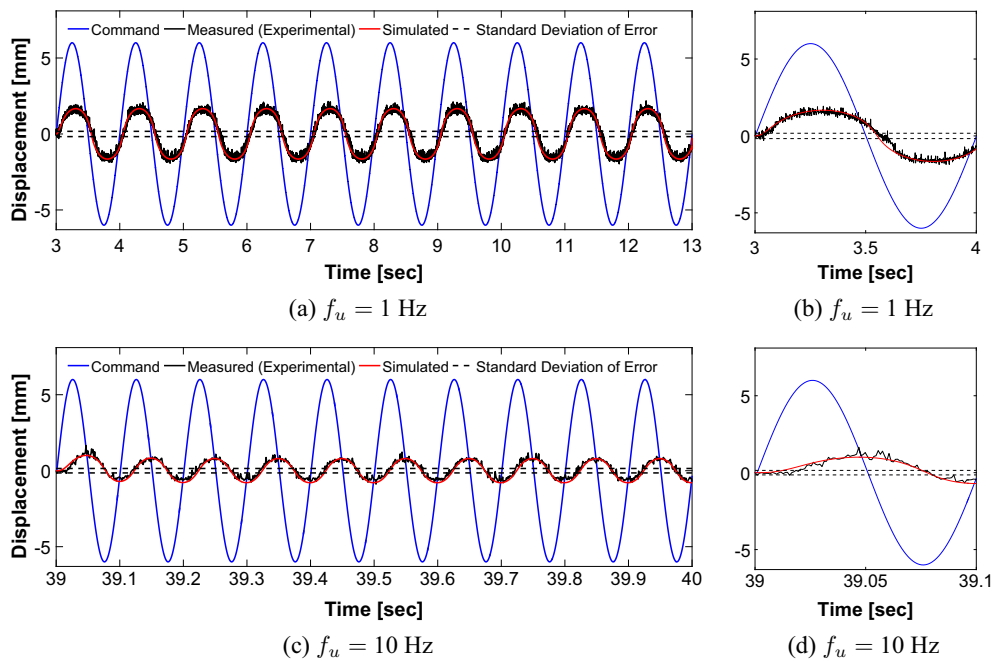 Command Measured (Experimental) Simulated Standard Deviation of Error
Displacement [mm]
5
0
-5
3 4 5 6 7 8 9 10 11 12 13
Time [sec]
(a) f_u = 1 Hz
5
0
-5
3 3.5 4
Time [sec]
(b) f_u = 1 Hz
Command Measured (Experimental) Simulated Standard Deviation of Error
Displacement [mm]
5
0
-5
39 39.1 39.2 39.3 39.4 39.5 39.6 39.7 39.8 39.9 40
Time [sec]
(c) f_u = 10 Hz
5
0
-5
39 39.05 39.1
Time [sec]
(d) f_u = 10 Hz